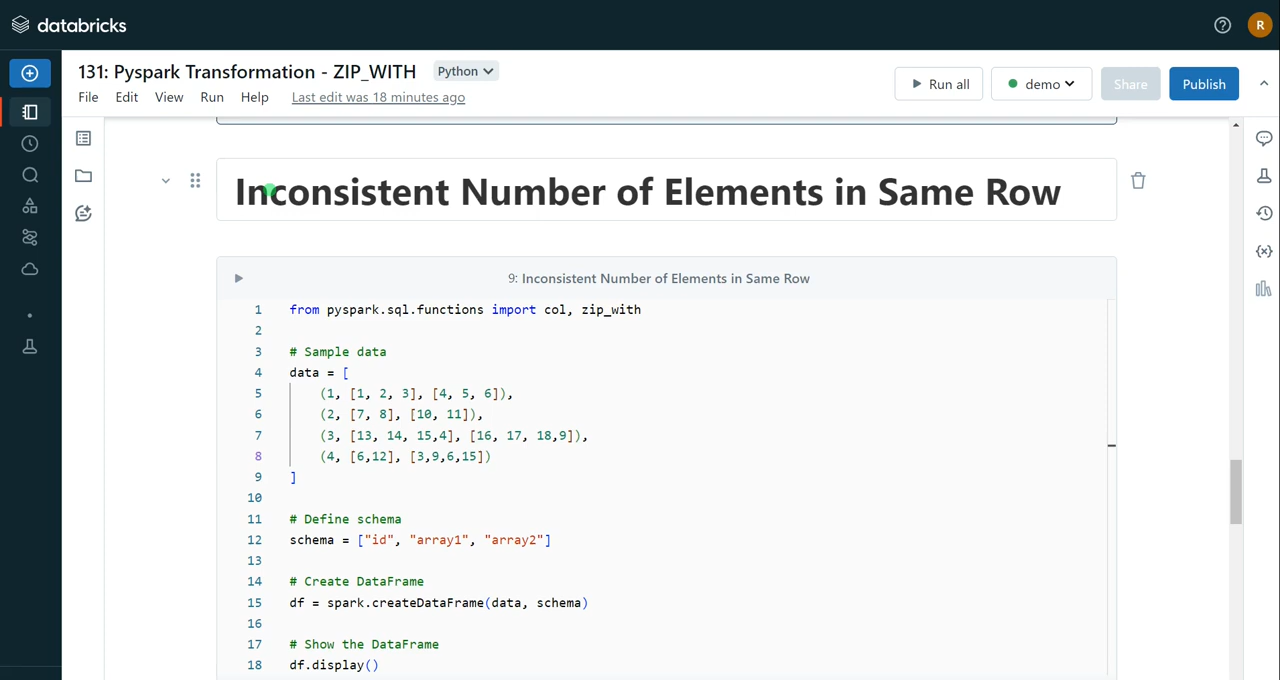 databricks
R
131: Pyspark Transformation - ZIP_WITH Python
File Edit View Run Help Last edit was 18 minutes ago
Run all demo Share Publish
Inconsistent Number of Elements in Same Row
9: Inconsistent Number of Elements in Same Row
1 from pyspark.sql.functions import col, zip_with
2
3 # Sample data
4 data = [
5 (1, [1, 2, 3], [4, 5, 6]),
6 (2, [7, 8], [10, 11]),
7 (3, [13, 14, 15,4], [16, 17, 18,9]),
8 (4, [6,12], [3,9,6,15])
9 ]
10
11 # Define schema
12 schema = ["id", "array1", "array2"]
13
14 # Create DataFrame
15 df = spark.createDataFrame(data, schema)
16
17 # Show the DataFrame
18 df.display()